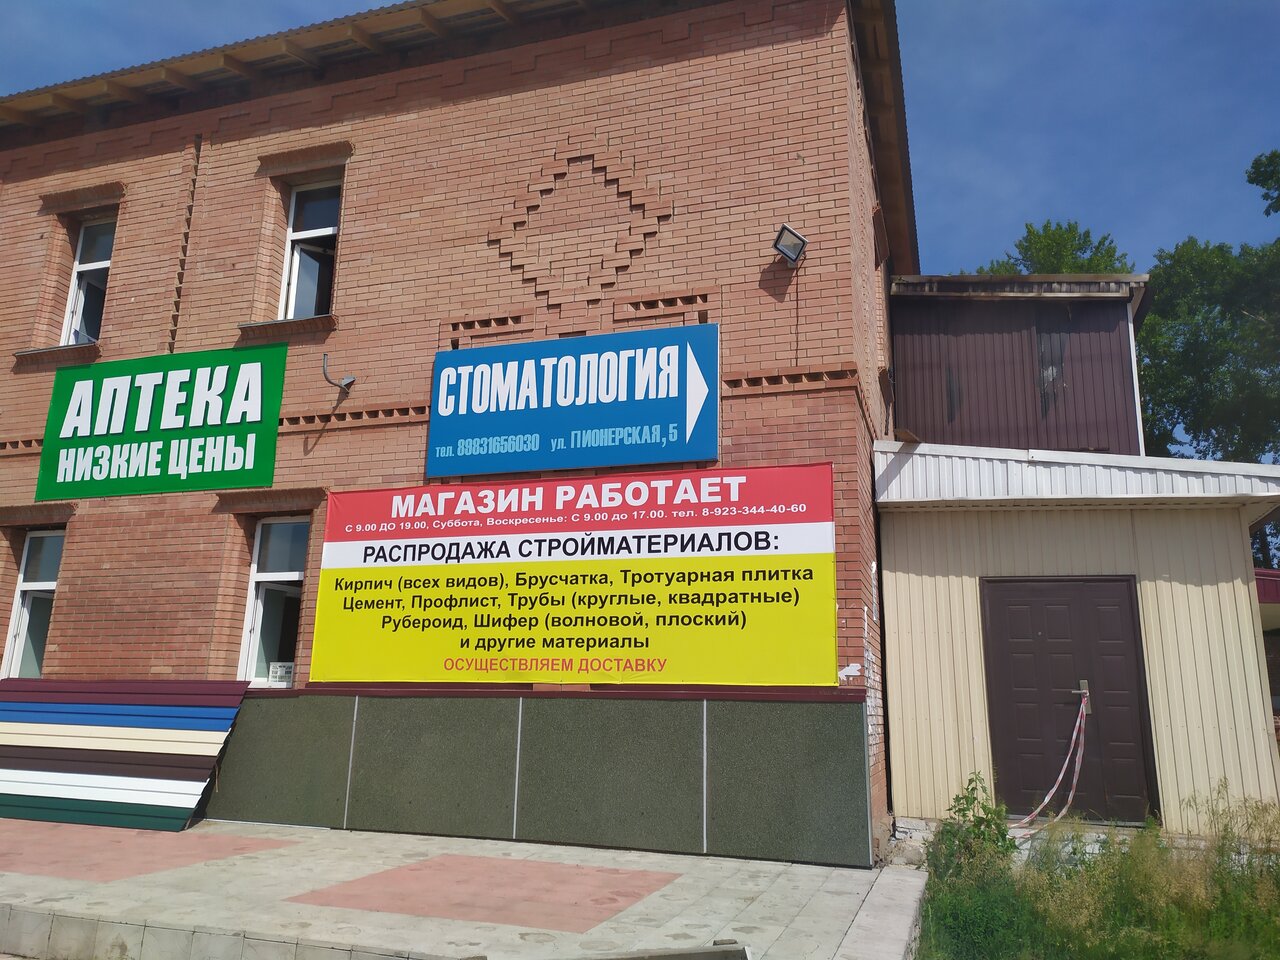 АПТЕКА
НИЗКИЕ ЦЕНЫ
СТОМАТОЛОГИЯ
тел. 89831656030 ул. ПИОНЕРСКАЯ, 5
МАГАЗИН РАБОТАЕТ
С 9.00 ДО 19.00, Суббота, Воскресенье: С 9.00 до 17.00. тел. 8-923-344-40-60
РАСПРОДАЖА СТРОЙМАТЕРИАЛОВ:
Кирпич (всех видов), Брусчатка, Тротуарная плитка
Цемент, Профлист, Трубы (круглые, квадратные)
Рубероид, Шифер (волновой, плоский)
и другие материалы
ОСУЩЕСТВЛЯЕМ ДОСТАВКУ